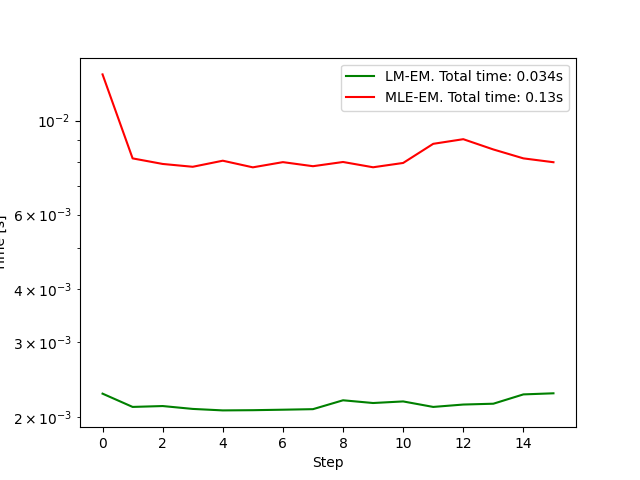 LM-EM. Total time: 0.034s
MLE-EM. Total time: 0.13s
10⁻²
6 × 10⁻³
4 × 10⁻³
3 × 10⁻³
2 × 10⁻³
Time [s]
0 2 4 6 8 10 12 14
Step